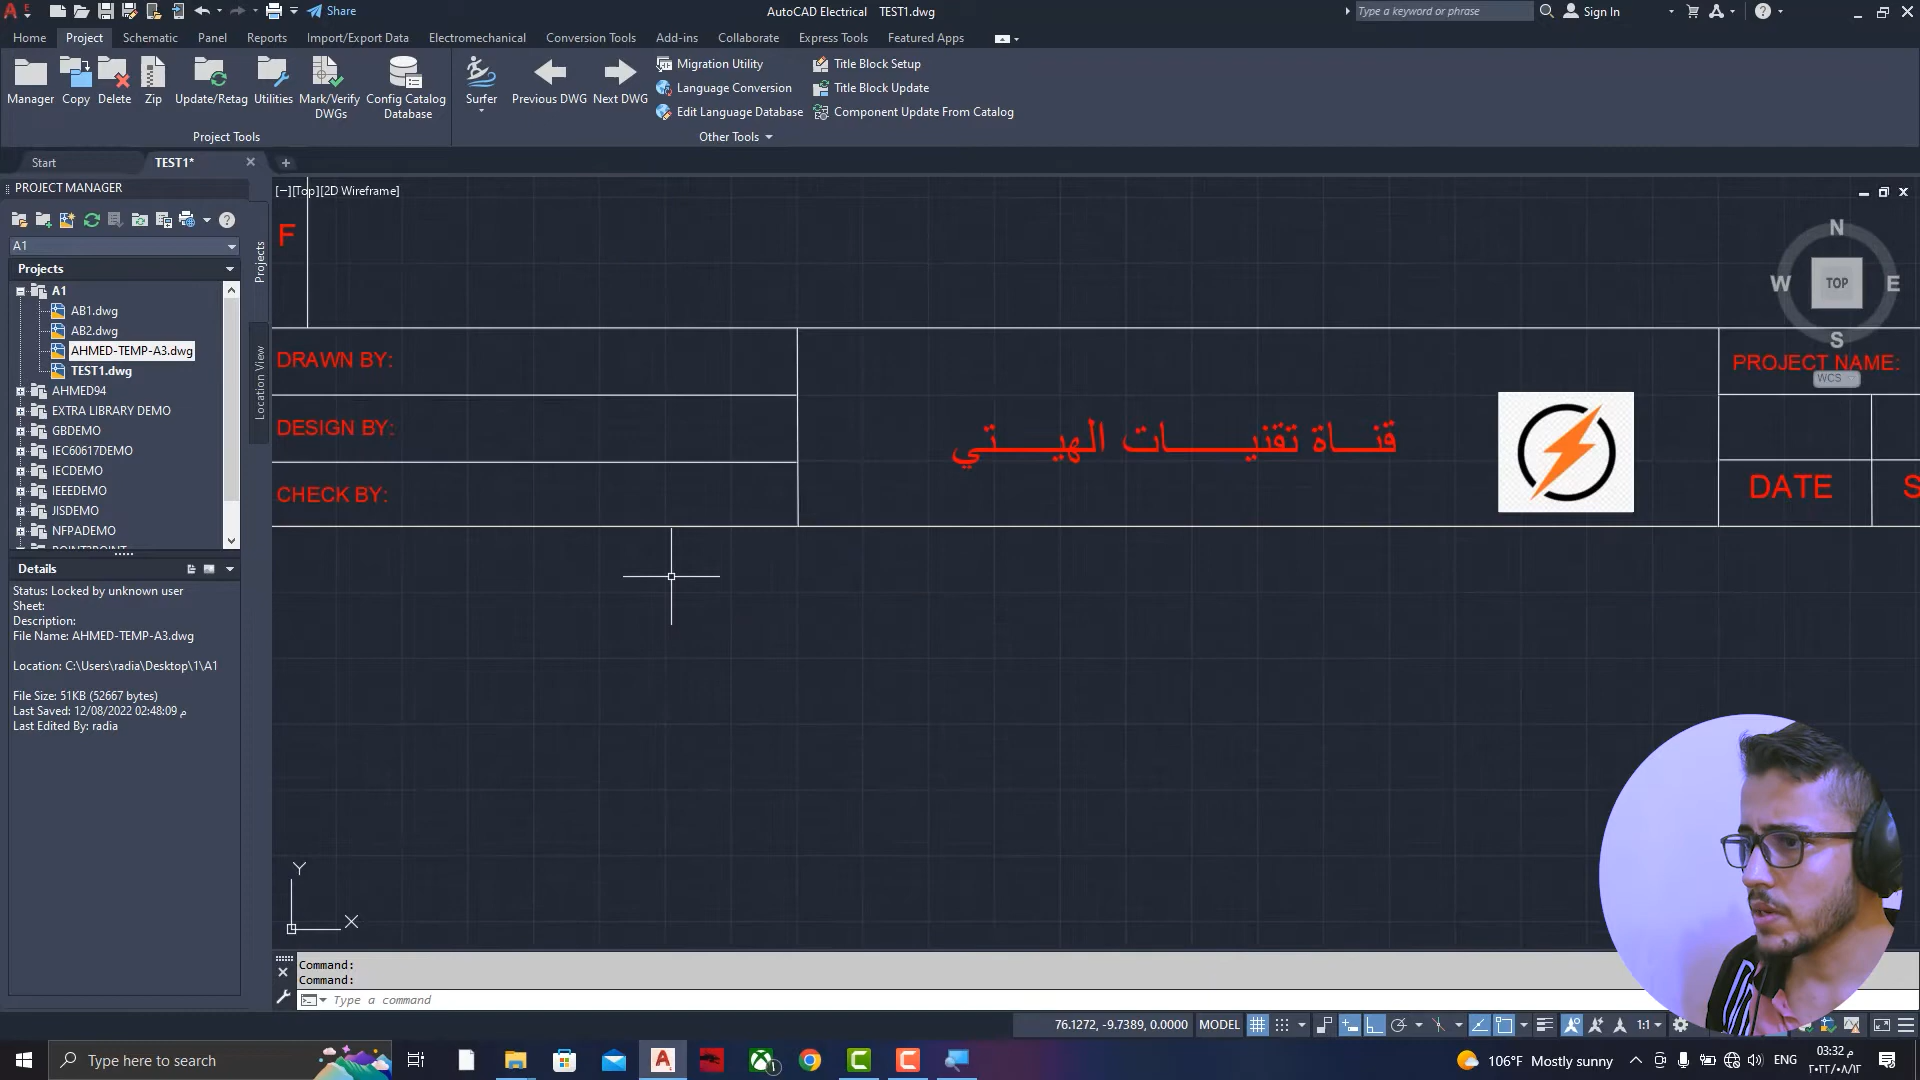 AutoCAD Electrical TEST1.dwg
Share
Type a keyword or phrase
Sign In
Home Project Schematic Panel Reports Import/Export Data Electromechanical Conversion Tools Add-ins Collaborate Express Tools Featured Apps
Manager Copy Delete Zip Update/Retag Utilities Mark/Verify DWGs Config Catalog Database
Surfer Previous DWG Next DWG
Migration Utility
Language Conversion
Edit Language Database
Title Block Setup
Title Block Update
Component Update From Catalog
Project Tools
Other Tools
Start
TEST1*
PROJECT MANAGER
A1
Projects
A1
AB1.dwg
AB2.dwg
AHMED-TEMP-A3.dwg
TEST1.dwg
AHMED94
EXTRA LIBRARY DEMO
GBDEMO
IEC60617DEMO
IECDEMO
IEEEDEMO
JISDEMO
NFPADEMO
Projects
Location View
Details
Status: Locked by unknown user
Sheet:
Description:
File Name: AHMED-TEMP-A3.dwg
Location: C:\Users\radia\Desktop\1\A1
File Size: 51KB (52667 bytes)
Last Saved: 12/08/2022 02:48:09 م
Last Edited By: radia
[−][Top][2D Wireframe]
F
DRAWN BY:
DESIGN BY:
CHECK BY:
قنـــاة تقنيـــــات الهيـــــتي
PROJECT NAME:
DATE
S
N
W TOP E
S
WCS
Y
X
Command:
Command:
Type a command
76.1272, -9.7389, 0.0000 MODEL
1:1
Type here to search
106°F Mostly sunny
ENG
03:32 م
٢٠٢٢/٠٨/١٢